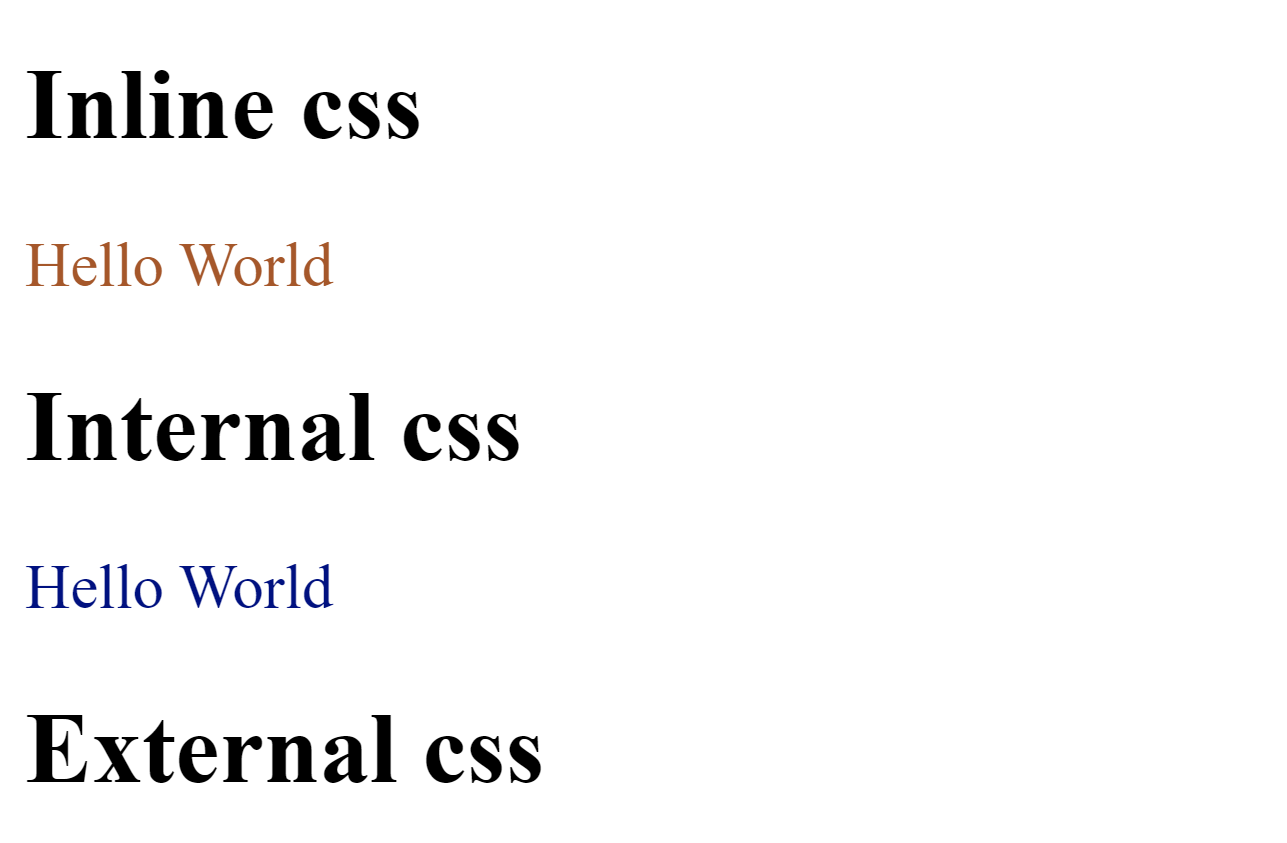 Inline css
Hello World
Internal css
Hello World
External css